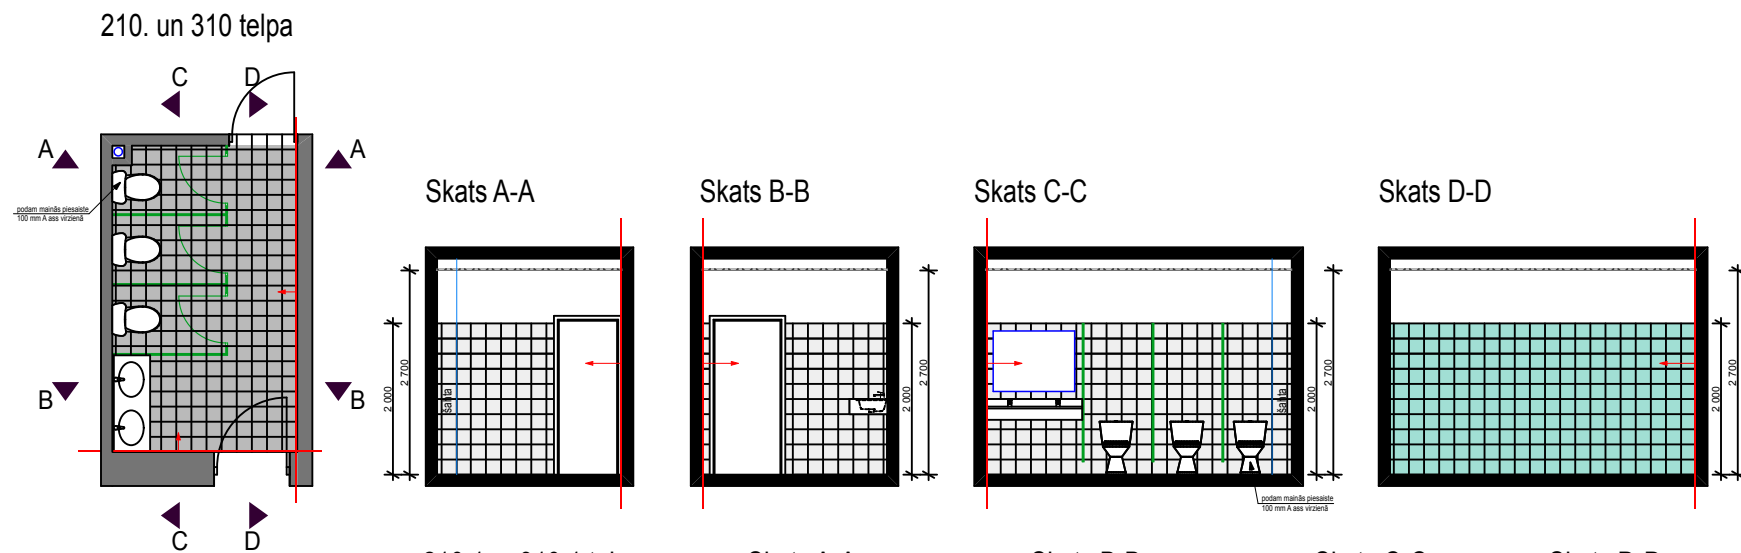 210. un 310 telpa
C D
A A
podam mainās piesaiste
100 mm A ass virzienā
B B
C D
Skats A-A
2 000
2 700
šahta
Skats B-B
2 000
2 700
Skats C-C
šahta
2 000
2 700
podam mainās piesaiste
100 mm A ass virzienā
Skats D-D
2 000
2 700